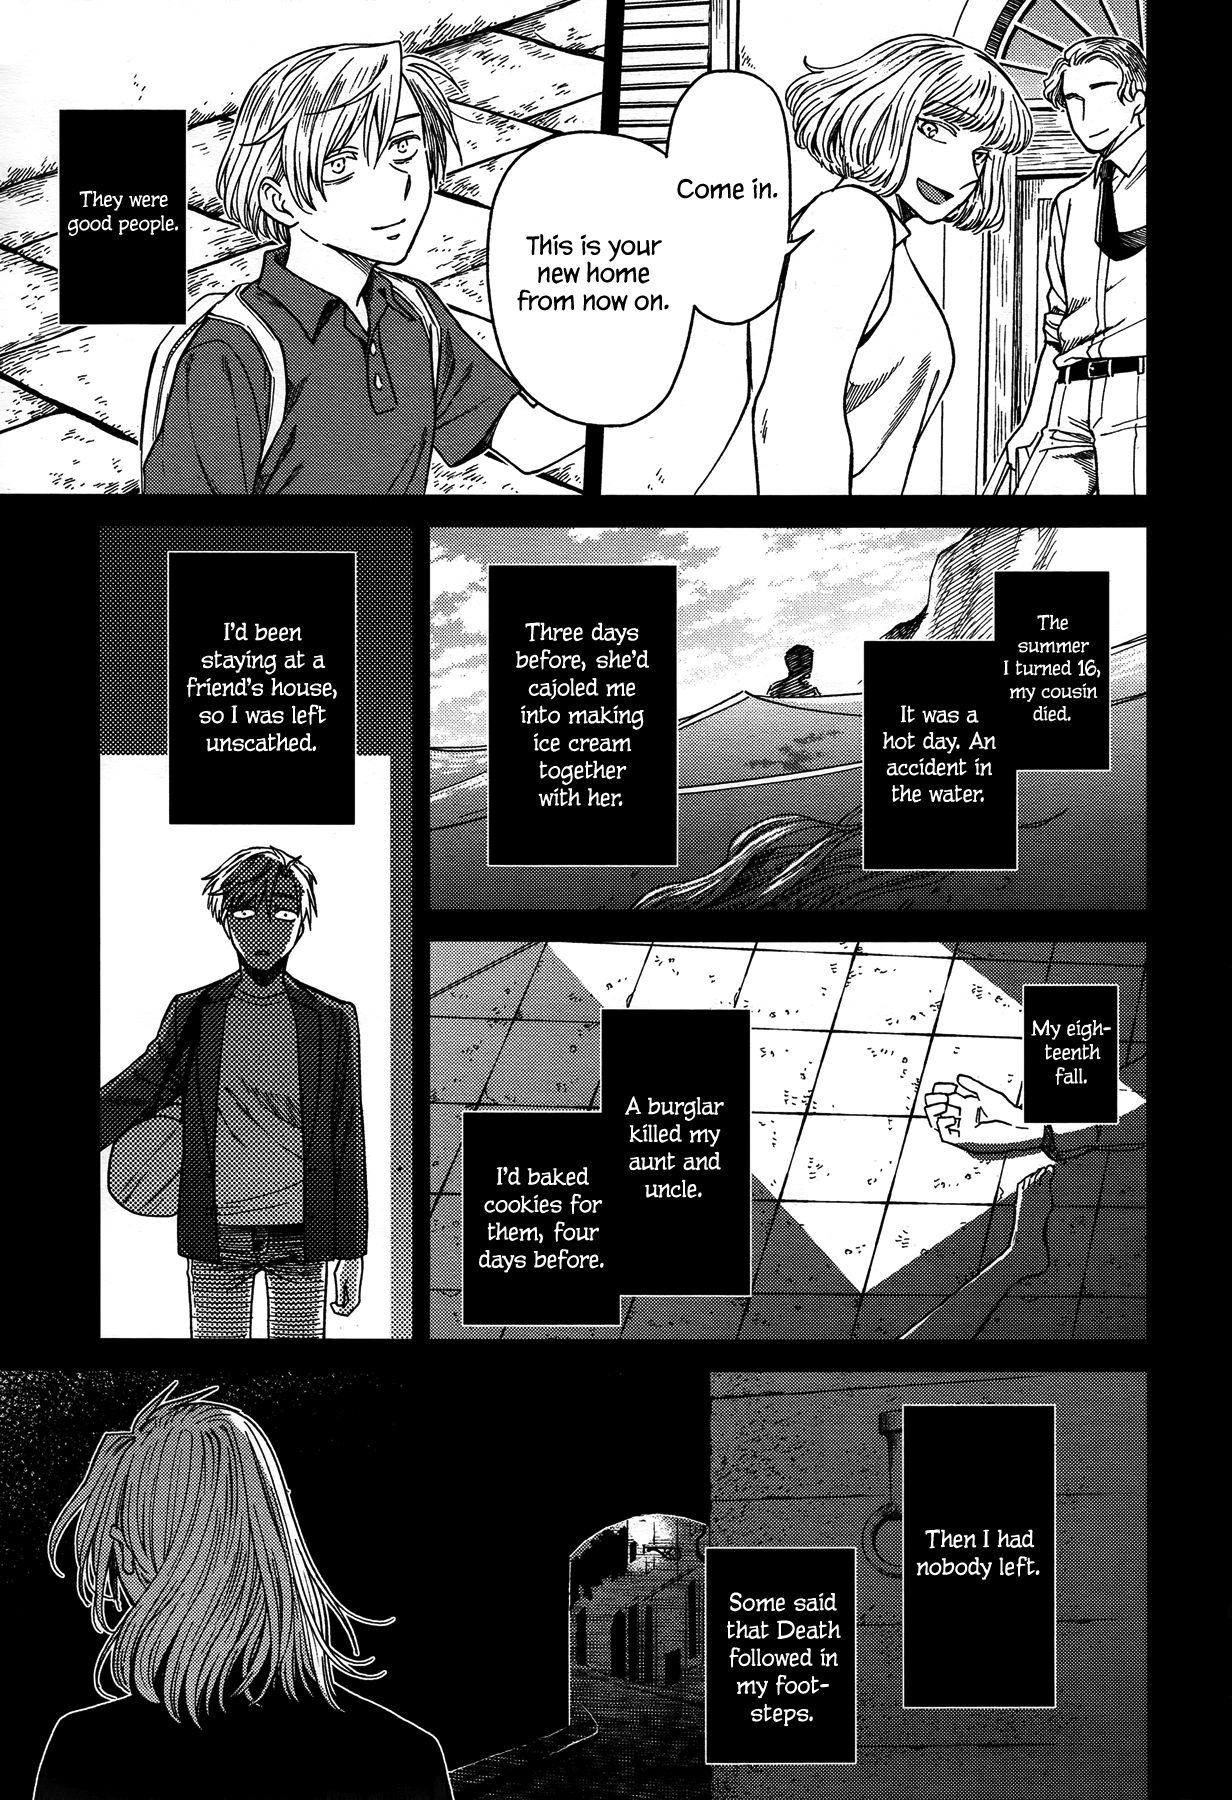 Come in.
This is your
new home
from now on.
They were
good people.
The
summer
I turned 16,
my cousin
died.
It was a
hot day. An
accident in
the water.
Three days
before, she'd
cajoled me
into making
ice cream
together
with her.
I'd been
staying at a
friend's house,
so I was left
unscathed.
My eigh-
teenth
fall.
A burglar
killed my
aunt and
uncle.
I'd baked
cookies for
them, four
days before.
Then I had
nobody left.
Some said
that Death
followed in
my foot-
steps.